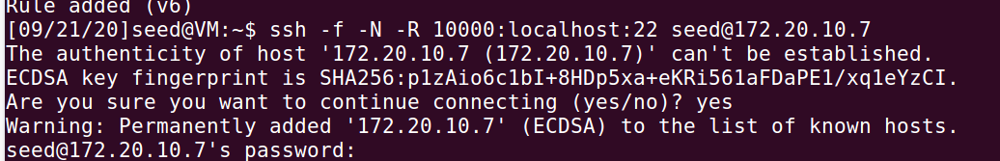 Rule added (v6)
[09/21/20]seed@VM:~$ ssh -f -N -R 10000:localhost:22 seed@172.20.10.7
The authenticity of host '172.20.10.7 (172.20.10.7)' can't be established.
ECDSA key fingerprint is SHA256:p1zAio6c1bI+8HDp5xa+eKRi561aFDaPE1/xq1eYzCI.
Are you sure you want to continue connecting (yes/no)? yes
Warning: Permanently added '172.20.10.7' (ECDSA) to the list of known hosts.
seed@172.20.10.7's password: